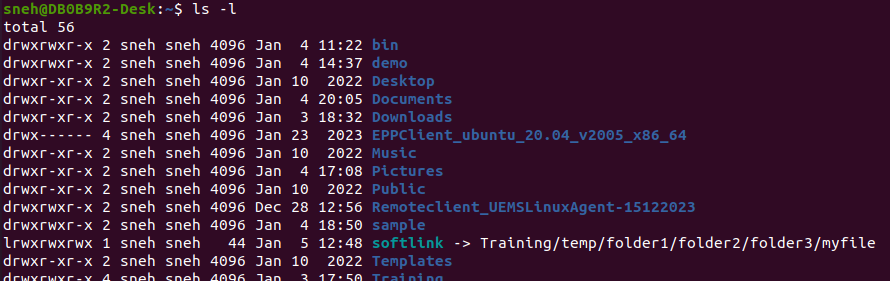 sneh@DB0B9R2-Desk:~$ ls -l
total 56
drwxrwxr-x 2 sneh sneh 4096 Jan  4 11:22 bin
drwxrwxr-x 2 sneh sneh 4096 Jan  4 14:37 demo
drwxr-xr-x 2 sneh sneh 4096 Jan 10  2022 Desktop
drwxr-xr-x 2 sneh sneh 4096 Jan  4 20:05 Documents
drwxr-xr-x 2 sneh sneh 4096 Jan  3 18:32 Downloads
drwx------ 4 sneh sneh 4096 Jan 23  2023 EPPClient_ubuntu_20.04_v2005_x86_64
drwxr-xr-x 2 sneh sneh 4096 Jan 10  2022 Music
drwxr-xr-x 2 sneh sneh 4096 Jan  4 17:08 Pictures
drwxr-xr-x 2 sneh sneh 4096 Jan 10  2022 Public
drwxrwxr-x 2 sneh sneh 4096 Dec 28 12:56 Remoteclient_UEMSLinuxAgent-15122023
drwxrwxr-x 2 sneh sneh 4096 Jan  4 18:50 sample
lrwxrwxrwx 1 sneh sneh   44 Jan  5 12:48 softlink -> Training/temp/folder1/folder2/folder3/myfile
drwxr-xr-x 2 sneh sneh 4096 Jan 10  2022 Templates
drwxrwxr-x 4 sneh sneh 4096 Jan  3 17:50 Training